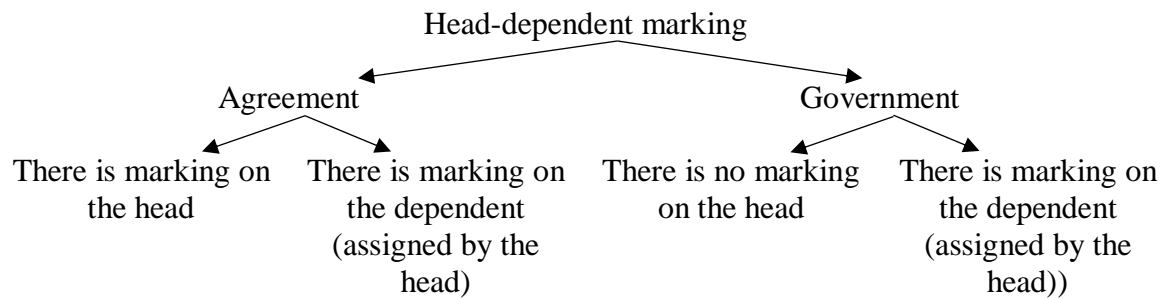 Head-dependent marking
Agreement
Government
There is marking on
the head
There is marking on
the dependent
(assigned by the
head)
There is no marking
on the head
There is marking on
the dependent
(assigned by the
head))